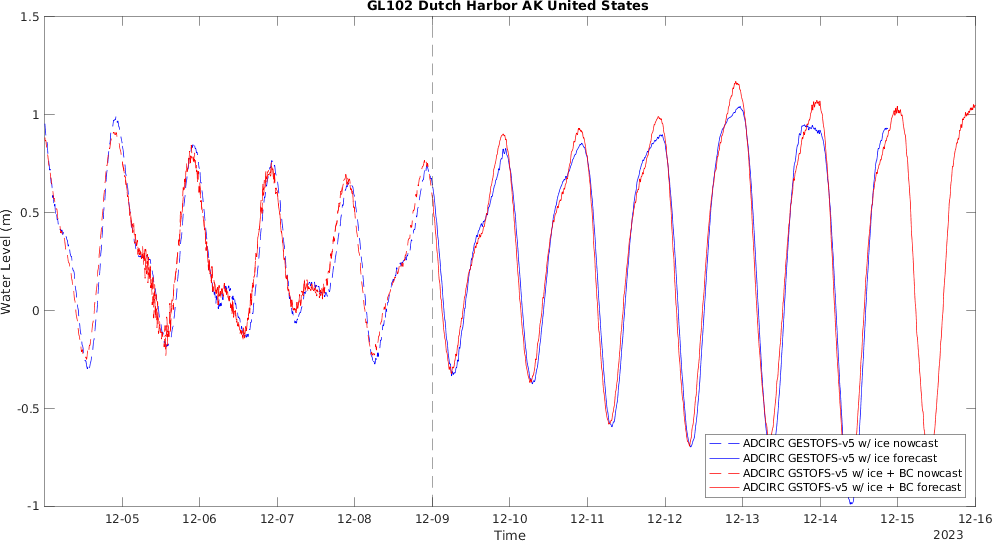 GL102 Dutch Harbor AK United States
1.5
1
0.5
0
-0.5
-1
Water Level (m)
12-05 12-06 12-07 12-08 12-09 12-10 12-11 12-12 12-13 12-14 12-15 12-16
Time
2023
ADCIRC GESTOFS-v5 w/ ice nowcast
ADCIRC GESTOFS-v5 w/ ice forecast
ADCIRC GSTOFS-v5 w/ ice + BC nowcast
ADCIRC GSTOFS-v5 w/ ice + BC forecast